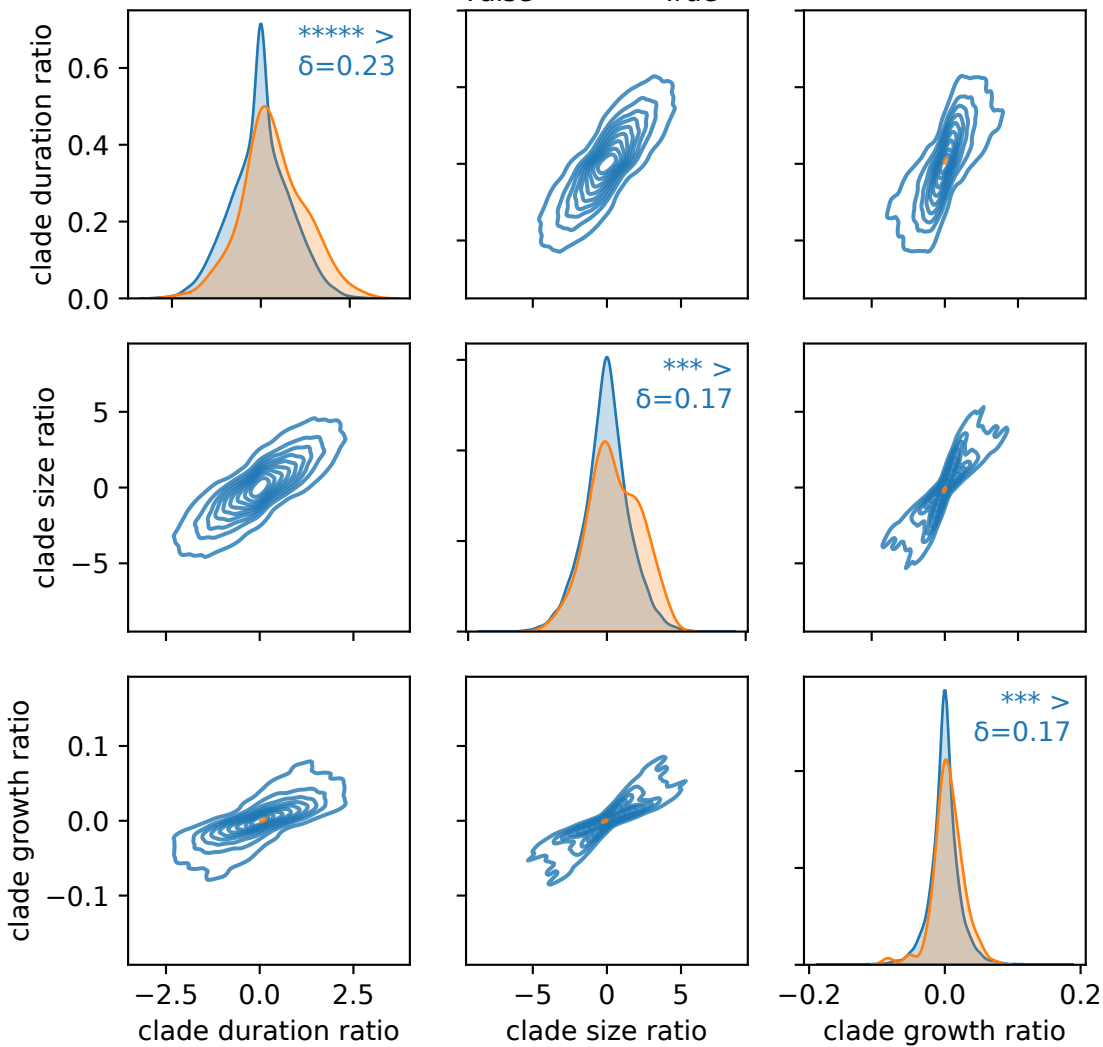 ***** >
δ=0.23
clade duration ratio
0.6
0.4
0.2
0.0
*** >
δ=0.17
clade size ratio
5
0
−5
*** >
δ=0.17
clade growth ratio
0.1
0.0
−0.1
−2.5 0.0 2.5
−5 0 5
−0.2 0.0 0.2
clade duration ratio
clade size ratio
clade growth ratio